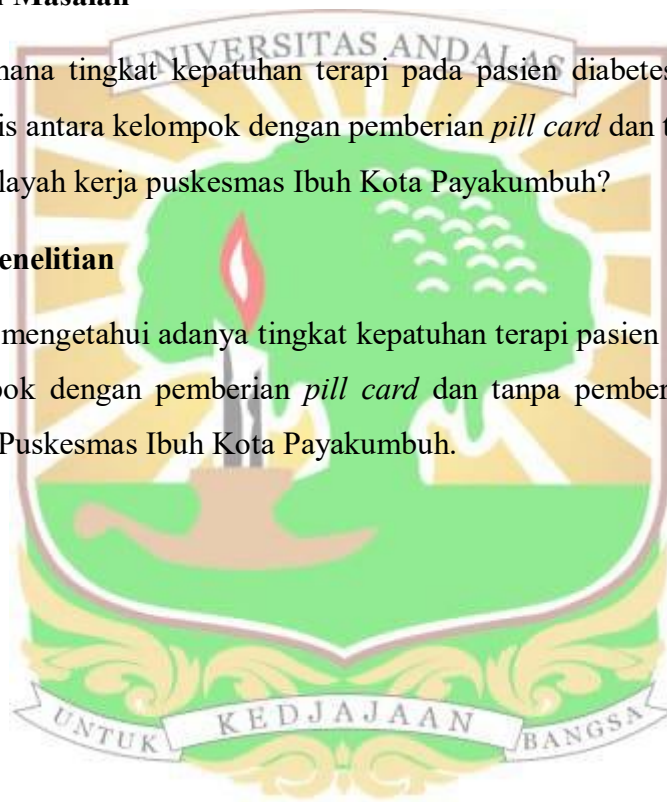 Masalah
UNIVERSITAS ANDALAS
mana tingkat kepatuhan terapi pada pasien diabetes
is antara kelompok dengan pemberian pill card dan t
ilayah kerja puskesmas Ibuh Kota Payakumbuh?
enelitian
mengetahui adanya tingkat kepatuhan terapi pasien
ok dengan pemberian pill card dan tanpa pember
Puskesmas Ibuh Kota Payakumbuh.
UNTUK KEDJAJAAN BANGSA